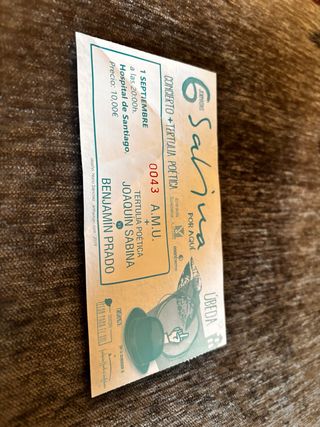 6
JORNADAS
Sabina
POR AQUÍ
ÚBEDA
CONCIERTO + TERTULIA POÉTICA
1 SEPTIEMBRE
a las 20:00h.
Hospital de Santiago
Precio: 10.00€
0043
A.M.U.
+
TERTULIA POÉTICA
JOAQUÍN SABINA
BENJAMÍN PRADO